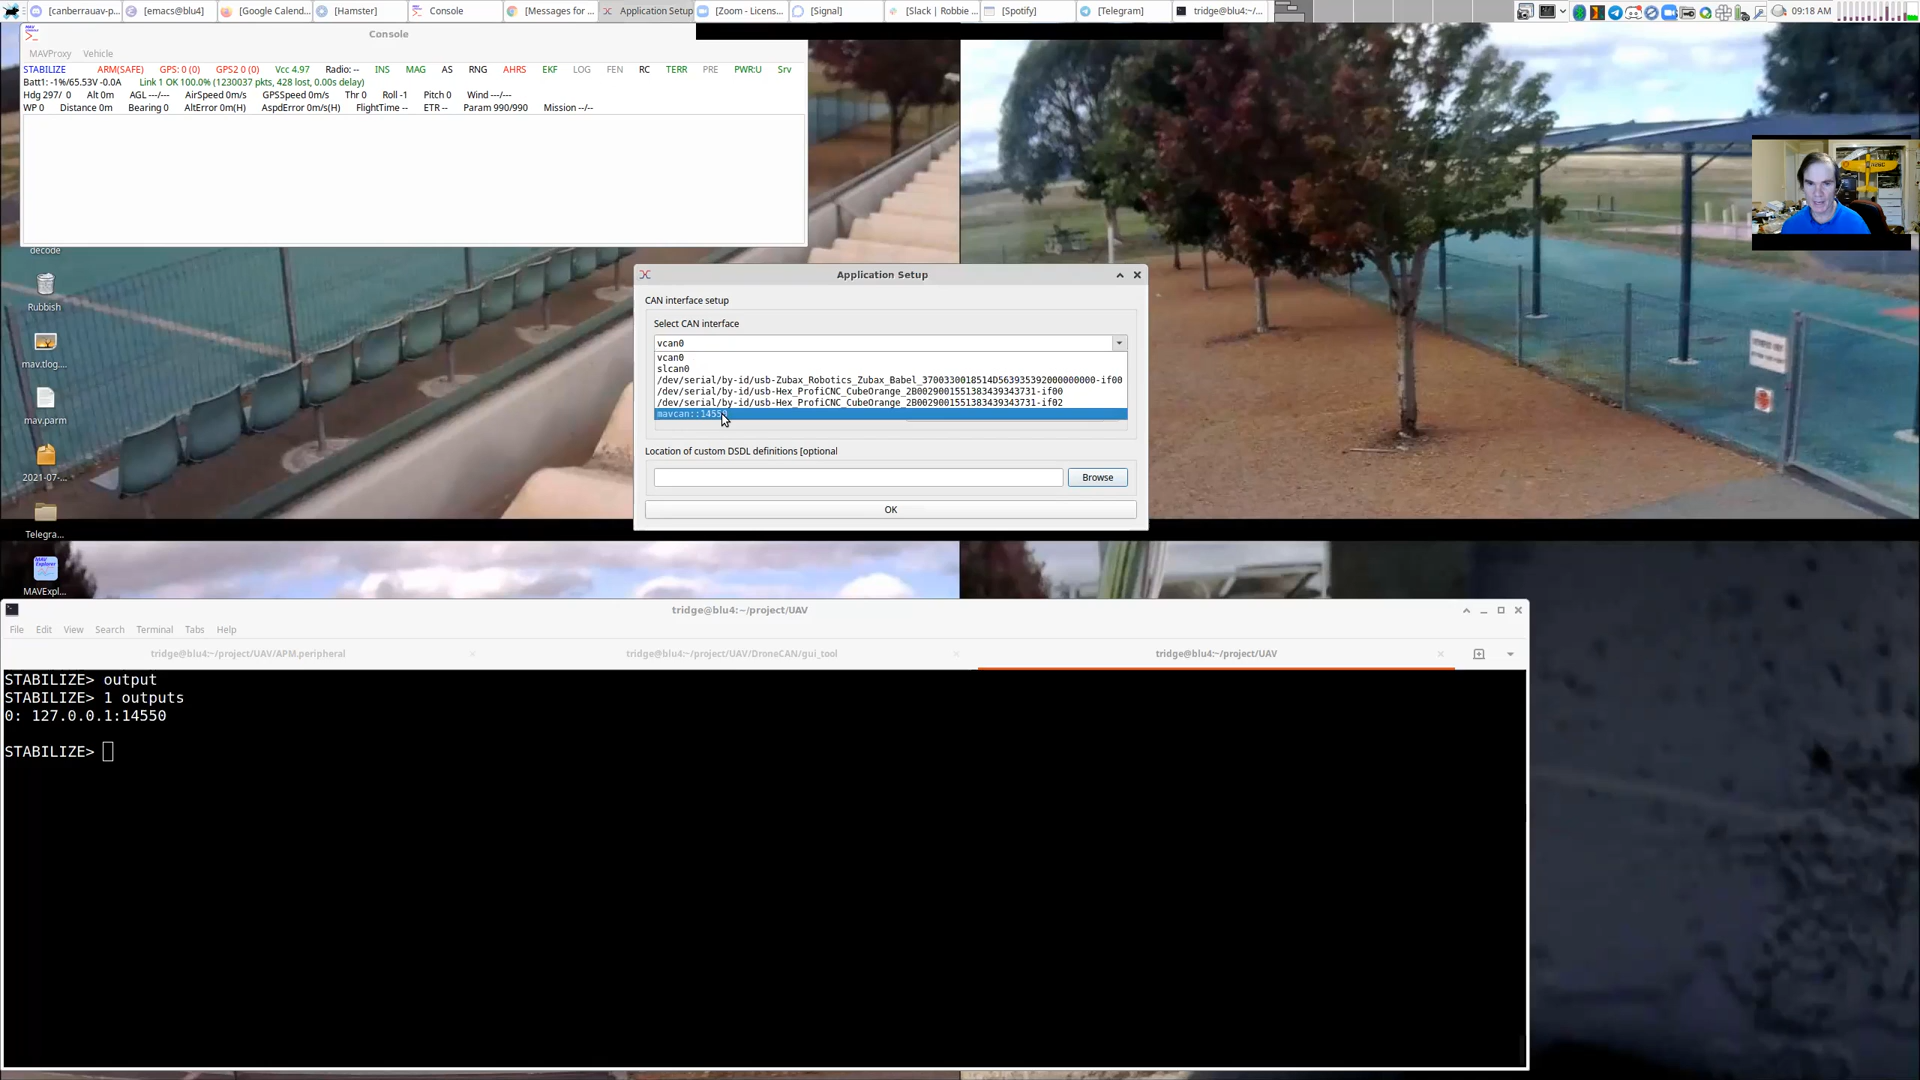 [canberrauav-p...
[emacs@blu4]
[Google Calend...
[Hamster]
Console
[Messages for ...
Application Setup
[Zoom - Licens...
[Signal]
[Slack | Robbie ...
[Spotify]
[Telegram]
tridge@blu4:~/...
09:18 AM
Console
MAVProxy Vehicle
STABILIZE ARM(SAFE) GPS: 0 (0) GPS2 0 (0) Vcc 4.97 Radio: -- INS MAG AS RNG AHRS EKF LOG FEN RC TERR PRE PWR:U Srv
Batt1: -1%/65.53V -0.0A Link 1 OK 100.0% (1230037 pkts, 428 lost, 0.00s delay)
Hdg 297/ 0 Alt 0m AGL ---/--- AirSpeed 0m/s GPSSpeed 0m/s Thr 0 Roll -1 Pitch 0 Wind ---/---
WP 0 Distance 0m Bearing 0 AltError 0m(H) AspdError 0m/s(H) FlightTime -- ETR -- Param 990/990 Mission --/--
decode
Rubbish
mav.tlog....
mav.parm
2021-07-...
Telegra...
MAVExpl...
Application Setup
CAN interface setup
Select CAN interface
vcan0
vcan0
slcan0
/dev/serial/by-id/usb-Zubax_Robotics_Zubax_Babel_3700330018514D563935392000000000-if00
/dev/serial/by-id/usb-Hex_ProfiCNC_CubeOrange_2B0029001551383439343731-if00
/dev/serial/by-id/usb-Hex_ProfiCNC_CubeOrange_2B0029001551383439343731-if02
mavcan::14550
Location of custom DSDL definitions [optional
Browse
OK
tridge@blu4:~/project/UAV
File Edit View Search Terminal Tabs Help
tridge@blu4:~/project/UAV/APM.peripheral
tridge@blu4:~/project/UAV/DroneCAN/gui_tool
tridge@blu4:~/project/UAV
STABILIZE> output
STABILIZE> 1 outputs
0: 127.0.0.1:14550
STABILIZE>